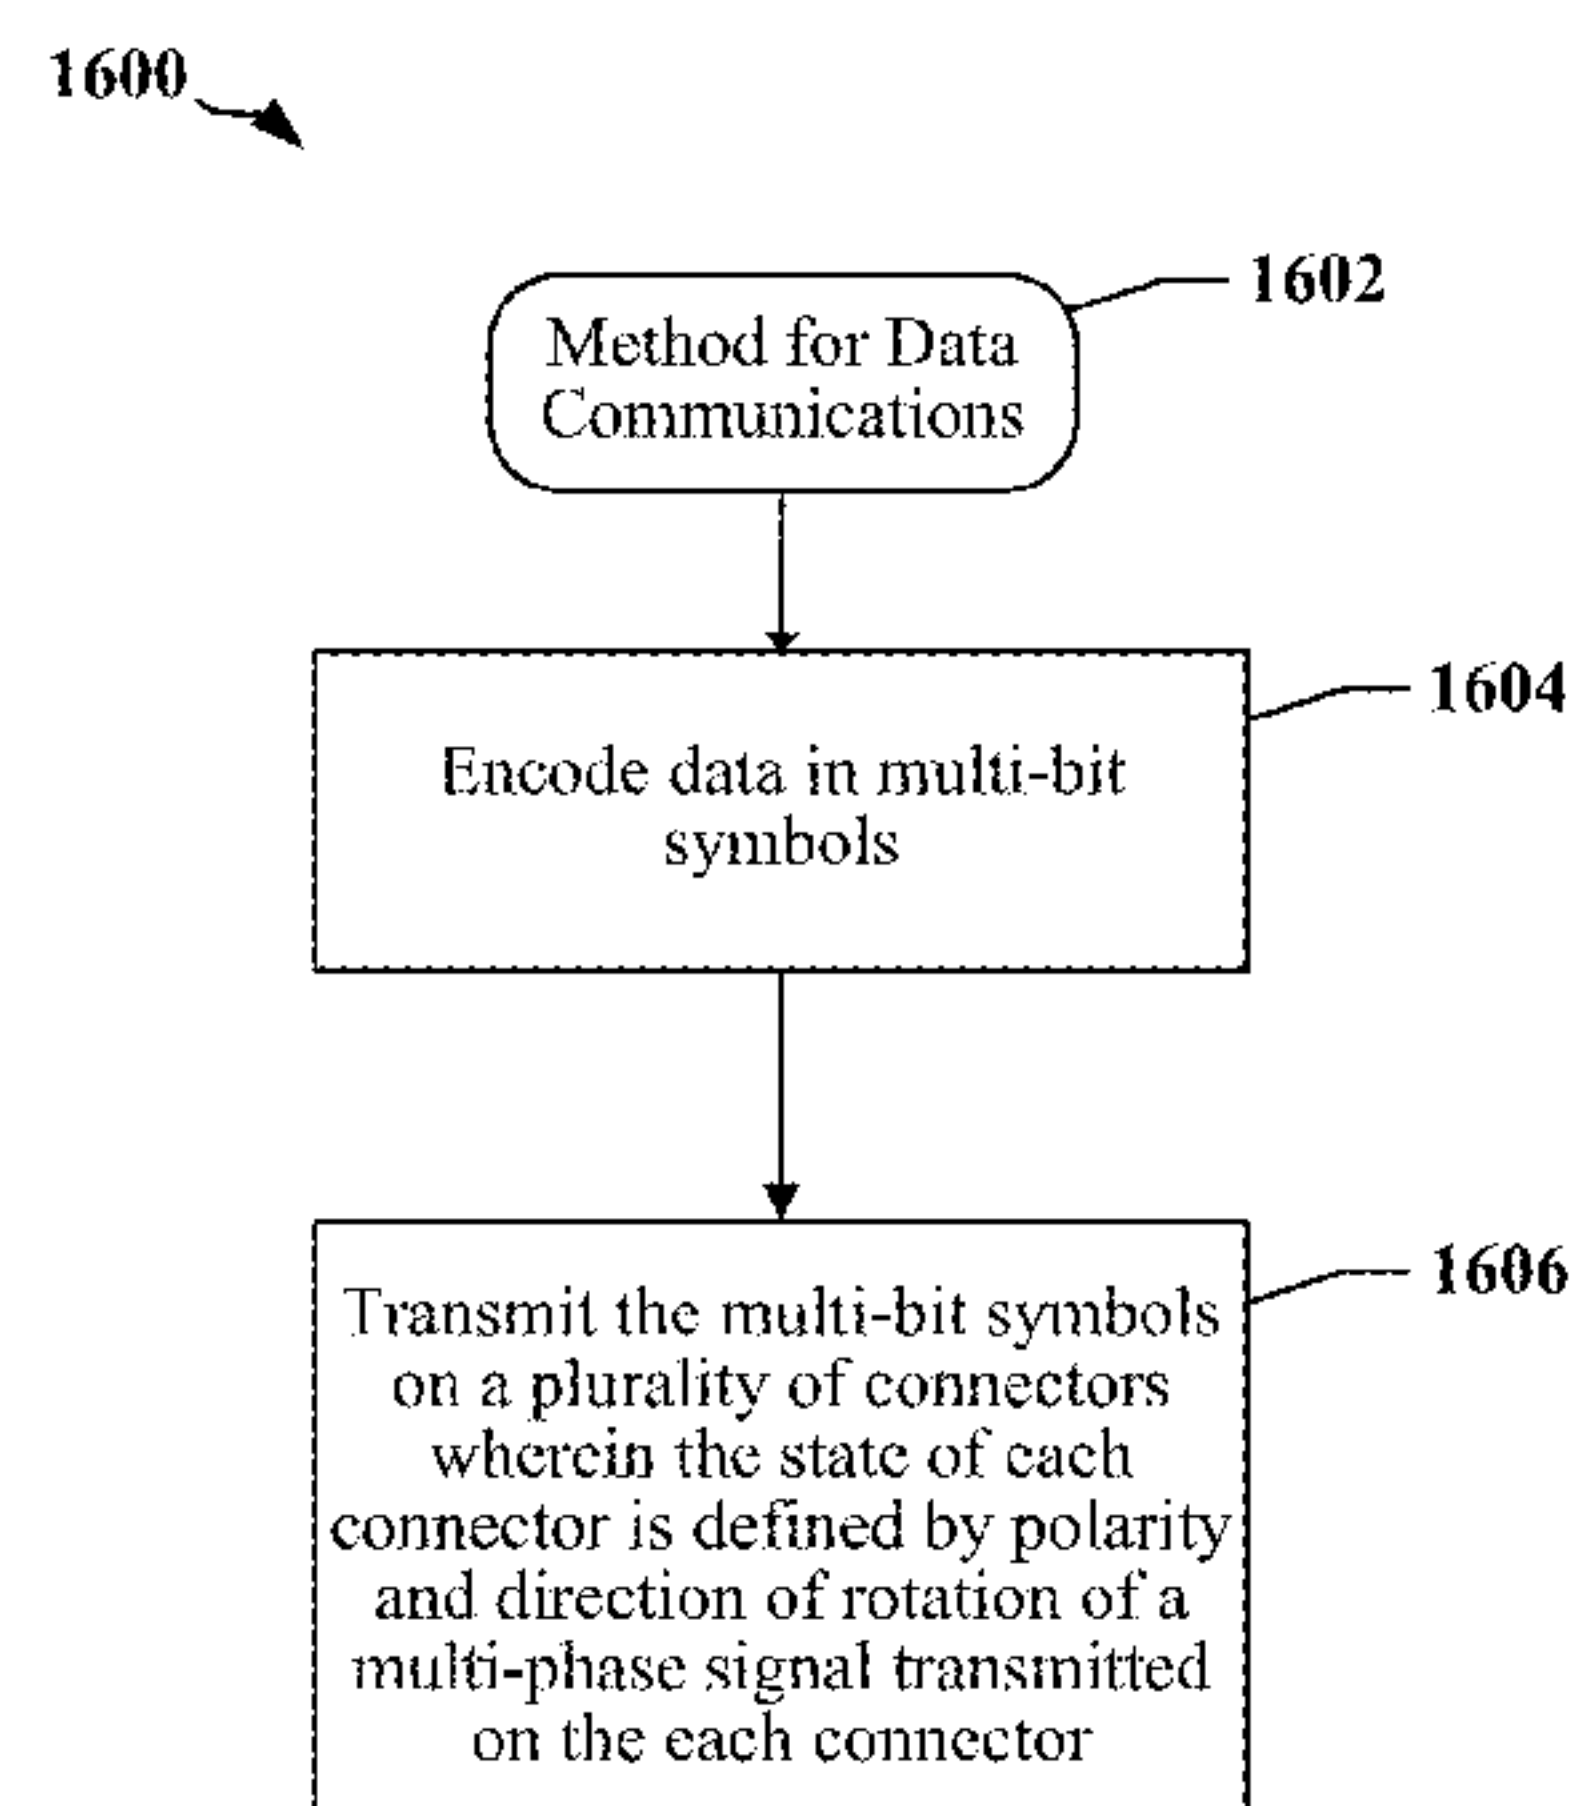 1600
1602
Method for Data
Communications
1604
Encode data in multi-bit
symbols
1606
Transmit the multi-bit symbols
on a plurality of connectors
wherein the state of each
connector is defined by polarity
and direction of rotation of a
multi-phase signal transmitted
on the each connector